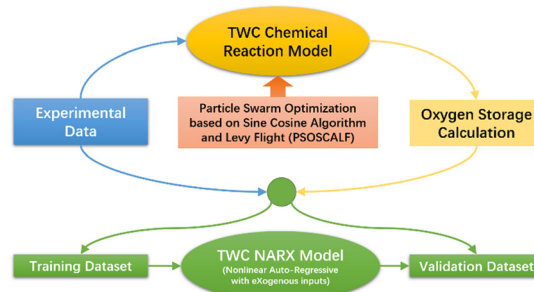 TWC Chemical
Reaction Model
Experimental
Data
Particle Swarm Optimization
based on Sine Cosine Algorithm
and Levy Flight (PSOSCALF)
Oxygen Storage
Calculation
Training Dataset
TWC NARX Model
(Nonlinear Auto-Regressive
with eXogenous inputs)
Validation Dataset